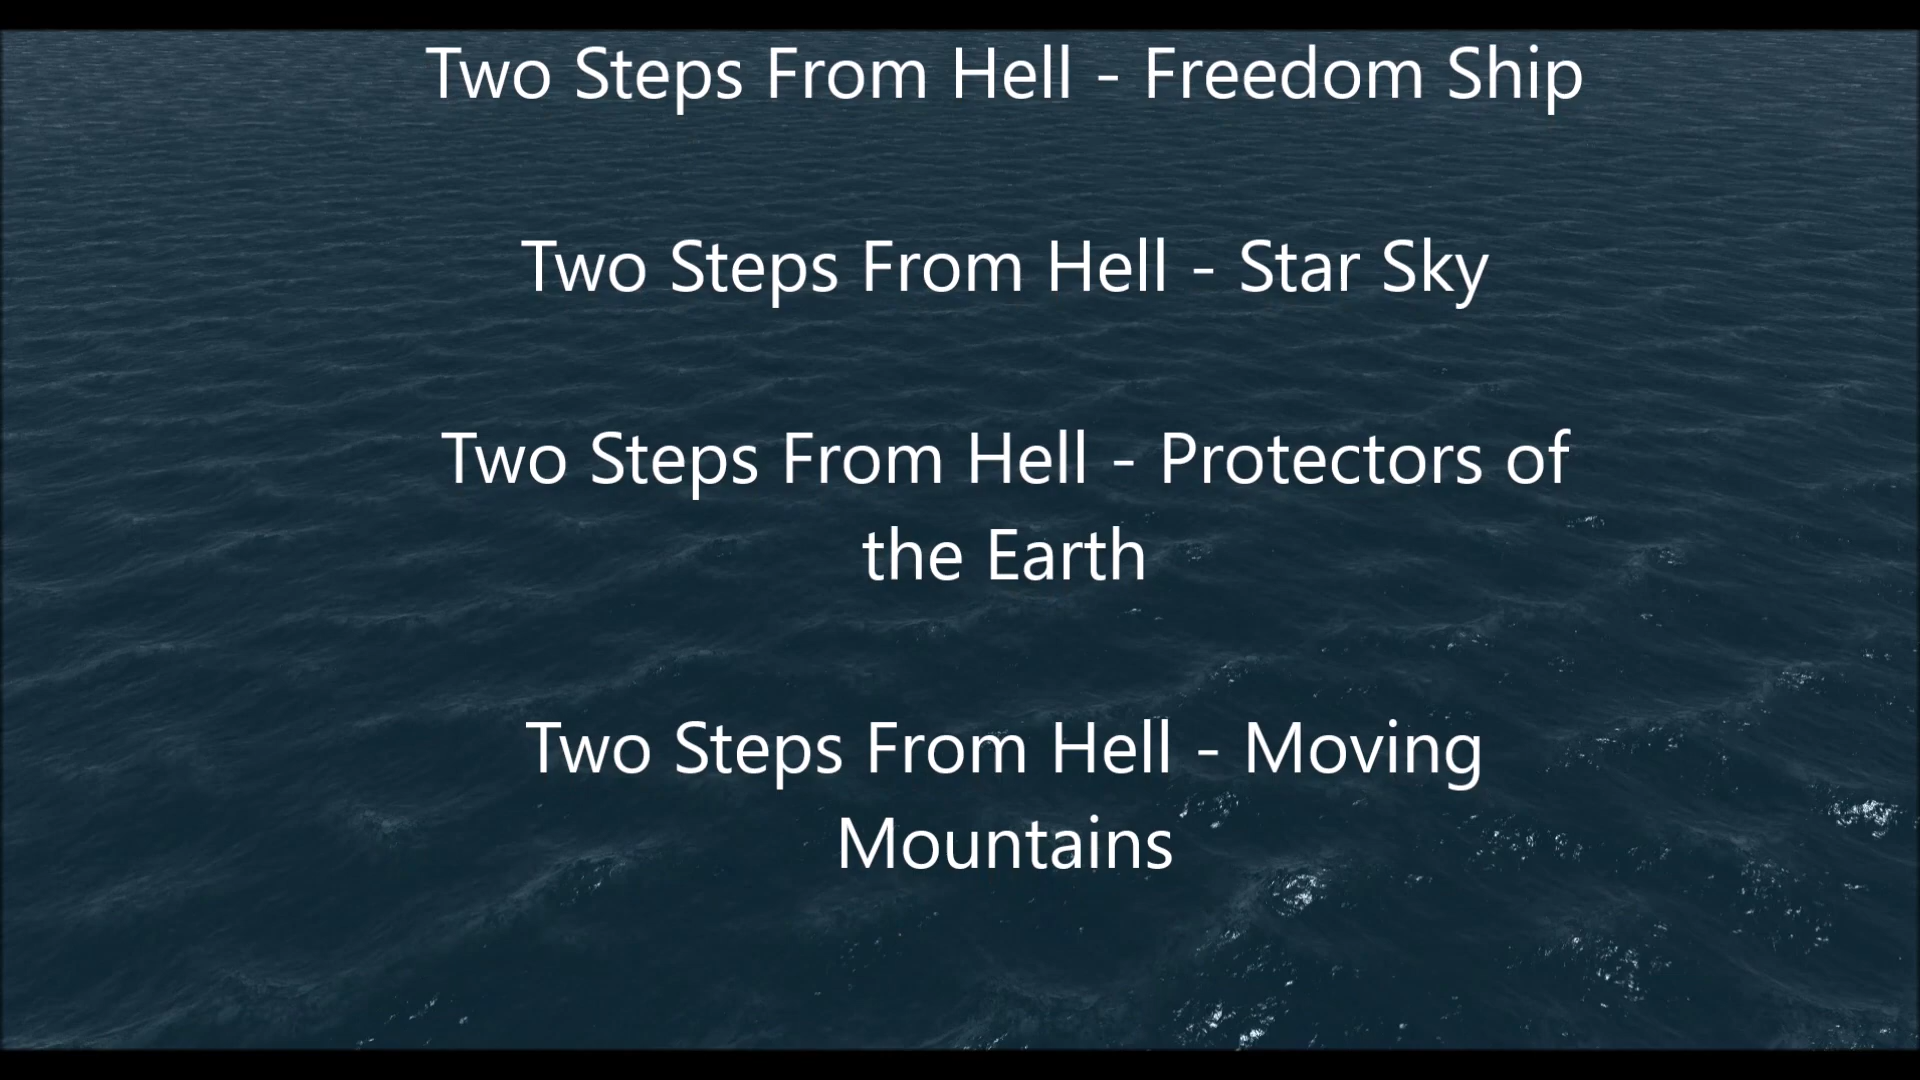 Two Steps From Hell - Freedom Ship
Two Steps From Hell - Star Sky
Two Steps From Hell - Protectors of
the Earth
Two Steps From Hell - Moving
Mountains